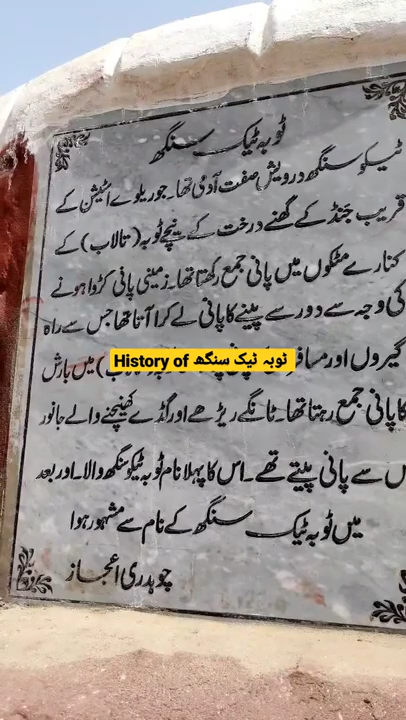 ٹوبہ ٹیک سنگھ
ٹیکو سنگھ درویش صفت آدمی تھا۔ جو ریلوے اسٹیشن کے
قریب جَنڈ کے گھنے درخت کے نیچے ٹوبہ (تالاب) کے
کنارے مٹکوں میں پانی جمع رکھتا تھا۔ زمینی پانی کڑوا ہونے
کی وجہ سے دور سے پینے کا پانی لے کر آتا تھا جس سے راہ
گیروں اور مسافر
میں بارش
History of ٹوبہ ٹیک سنگھ
کا پانی جمع رہتا تھا۔ ٹانگے ریڑھے اور گڈے کھینچنے والے جانور
سے پانی پیتے تھے۔ اس کا پہلا نام ٹوبہ ٹیکو سنگھ والا۔ اور بعد
میں ٹوبہ ٹیک سنگھ کے نام سے مشہور ہوا
چوہدری اعجاز